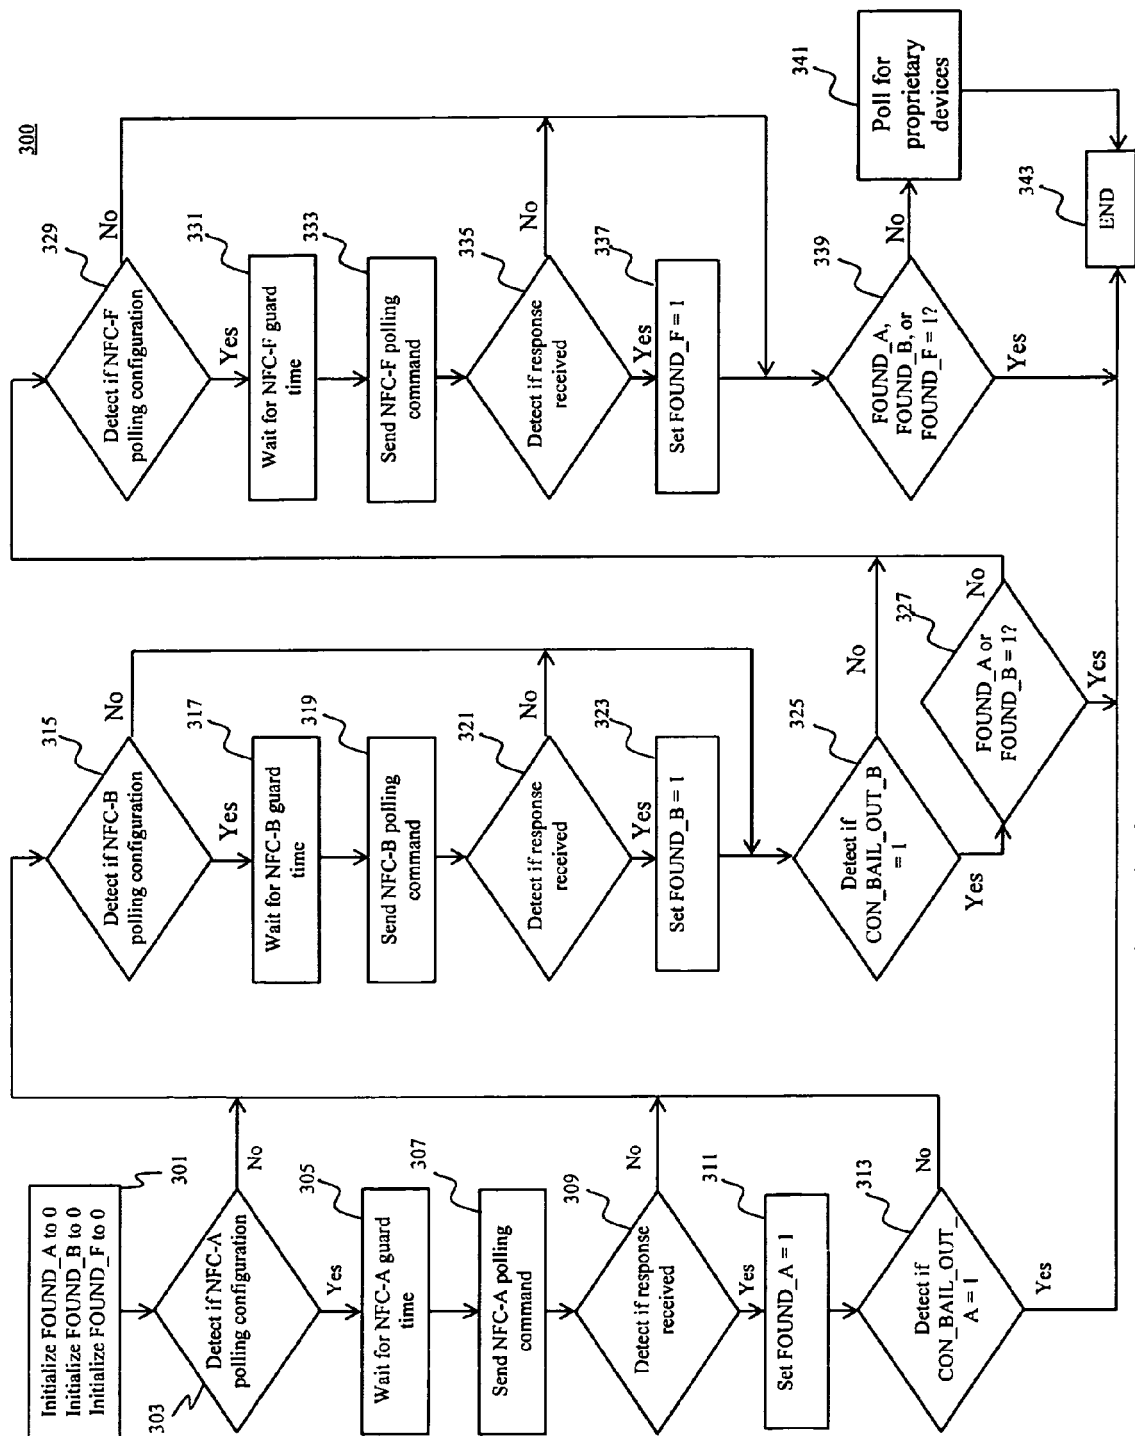 300
Initialize FOUND_A to 0
Initialize FOUND_B to 0
Initialize FOUND_F to 0
301
303
Detect if NFC-A
polling configuration
No
Yes
305
Wait for NFC-A guard
time
307
Send NFC-A polling
command
309
Detect if response
received
No
Yes
311
Set FOUND_A = 1
313
Detect if
CON_BAIL_OUT_
A = 1
No
Yes
315
Detect if NFC-B
polling configuration
No
Yes
317
Wait for NFC-B guard
time
319
Send NFC-B polling
command
321
Detect if response
received
No
Yes
323
Set FOUND_B = 1
325
Detect if
CON_BAIL_OUT_B
= 1
No
Yes
327
FOUND_A or
FOUND_B = 1?
No
Yes
329
Detect if NFC-F
polling configuration
No
Yes
331
Wait for NFC-F guard
time
333
Send NFC-F polling
command
335
Detect if response
received
No
Yes
337
Set FOUND_F = 1
339
FOUND_A,
FOUND_B, or
FOUND_F = 1?
No
Yes
341
Poll for
proprietary
devices
343
END